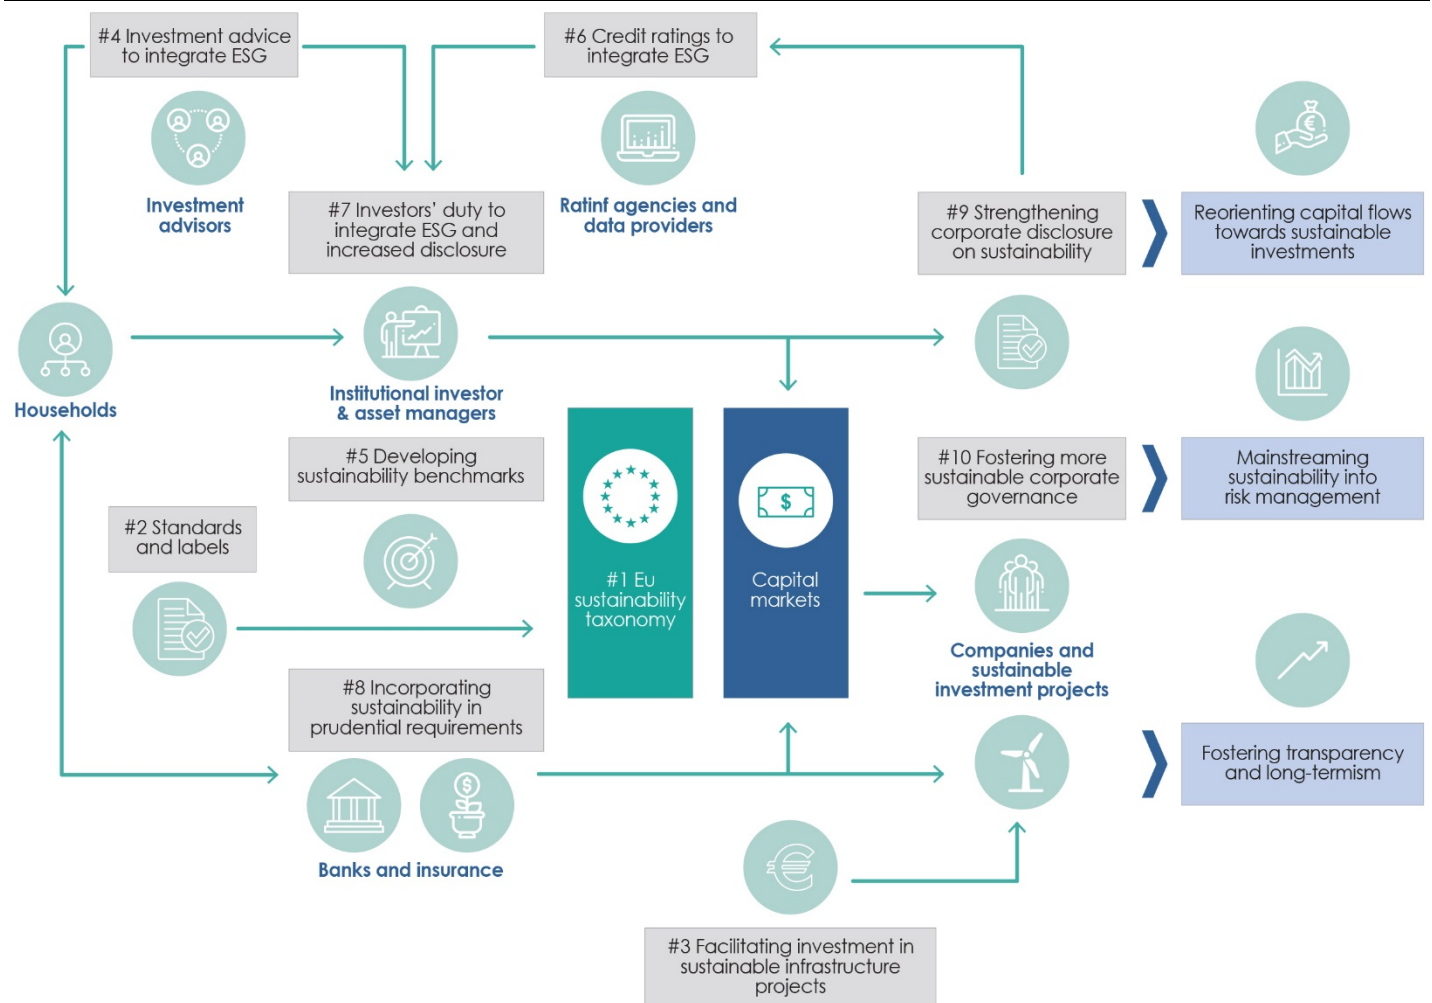 #4 Investment advice
to integrate ESG
#6 Credit ratings to
integrate ESG
Investment
advisors
#7 Investors' duty to
integrate ESG and
increased disclosure
Ratinf agencies and
data providers
#9 Strengthening
corporate disclosure
on sustainability
Reorienting capital flows
towards sustainable
investments
Households
Institutional investor
& asset managers
#5 Developing
sustainability benchmarks
#10 Fostering more
sustainable corporate
governance
Mainstreaming
sustainability into
risk management
#2 Standards
and labels
#1 Eu
sustainability
taxonomy
$
Capital
markets
Companies and
sustainable
investment projects
#8 Incorporating
sustainability in
prudential requirements
Fostering transparency
and long-termism
$
Banks and insurance
€
€
#3 Facilitating investment in
sustainable infrastructure
projects